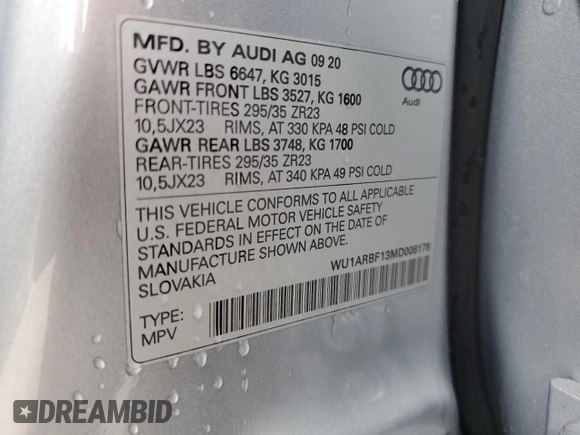 MFD. BY AUDI AG 09 20
GVWR LBS 6647, KG 3015
GAWR FRONT LBS 3527, KG 1600
FRONT-TIRES 295/35 ZR23
10,5JX23 RIMS, AT 330 KPA 48 PSI COLD
GAWR REAR LBS 3748, KG 1700
REAR-TIRES 295/35 ZR23
10,5JX23 RIMS, AT 340 KPA 49 PSI COLD
Audi
THIS VEHICLE CONFORMS TO ALL APPLICABLE
U.S. FEDERAL MOTOR VEHICLE SAFETY
STANDARDS IN EFFECT ON THE DATE OF
MANUFACTURE SHOWN ABOVE.
SLOVAKIA
WU1ARBF13MD008178
TYPE:
MPV
DREAMBID